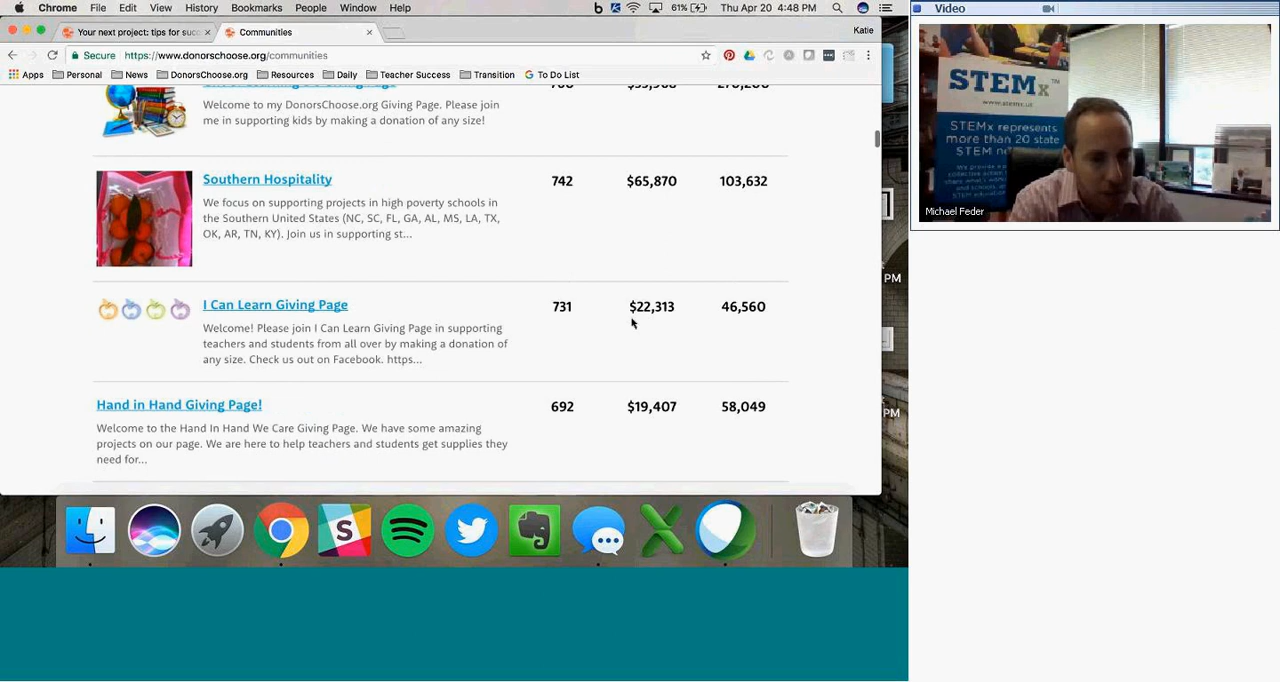 Chrome File Edit View History Bookmarks People Window Help
61% Thu Apr 20 4:48 PM
Your next project: tips for suc
Communities
Katie
Secure https://www.donorschoose.org/communities
Apps Personal News DonorsChoose.org Resources Daily Teacher Success Transition To Do List
Welcome to my DonorsChoose.org Giving Page. Please join
me in supporting kids by making a donation of any size!
Southern Hospitality
742 $65,870 103,632
We focus on supporting projects in high poverty schools in
the Southern United States (NC, SC, FL, GA, AL, MS, LA, TX,
OK, AR, TN, KY). Join us in supporting st...
I Can Learn Giving Page
731 $22,313 46,560
Welcome! Please join I Can Learn Giving Page in supporting
teachers and students from all over by making a donation of
any size. Check us out on Facebook. https...
Hand in Hand Giving Page!
692 $19,407 58,049
Welcome to the Hand In Hand We Care Giving Page. We have some amazing
projects on our page. We are here to help teachers and students get supplies they
need for...
PM
PM
Video
STEMx™
www.stemx.us
STEMx represents
more than 20 state
STEM
Michael Feder